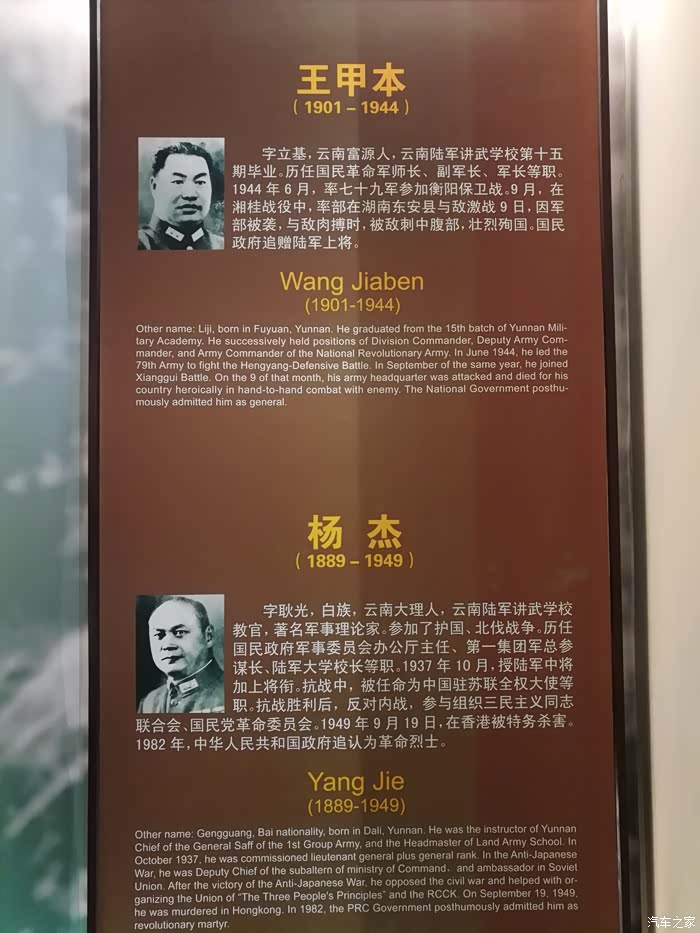 王甲本
（1901－1944）
字立基，云南富源人，云南陆军讲武学校第十五
期毕业。历任国民革命军师长、副军长、军长等职。
1944 年 6 月，率七十九军参加衡阳保卫战。9 月，在
湘桂战役中，率部在湖南东安县与敌激战 9 日，因军
部被袭，与敌肉搏时，被敌刺中腹部，壮烈殉国。国民
政府追赠陆军上将。
Wang Jiaben
(1901-1944)
Other name: Liji, born in Fuyuan, Yunnan. He graduated from the 15th batch of Yunnan Mili-
tary Academy. He successively held positions of Division Commander, Deputy Army Com-
mander, and Army Commander of the National Revolutionary Army. In June 1944, he led the
79th Army to fight the Hengyang-Defensive Battle. In September of the same year, he joined
Xianggui Battle. On the 9 of that month, his army headquarter was attacked and died for his
country heroically in hand-to-hand combat with enemy. The National Government posthu-
mously admitted him as general.
杨 杰
（1889－1949）
字耿光，白族，云南大理人，云南陆军讲武学校
教官，著名军事理论家。参加了护国、北伐战争。历任
国民政府军事委员会办公厅主任、第一集团军总参
谋长、陆军大学校长等职。1937 年 10 月，授陆军中将
加上将衔。抗战中，被任命为中国驻苏联全权大使等
职。抗战胜利后，反对内战，参与组织三民主义同志
联合会、国民党革命委员会。1949 年 9 月 19 日，在香港被特务杀害。
1982 年，中华人民共和国政府追认为革命烈士。
Yang Jie
(1889-1949)
Other name: Gengguang, Bai nationality, born in Dali, Yunnan. He was the instructor of Yunnan
Chief of the General Saff of the 1st Group Army, and the Headmaster of Land Army School. In
October 1937, he was commissioned lieutenant general plus general rank. In the Anti-Japanese
War, he was Deputy Chief of the subaltern of ministry of Command．and ambassador in Soviet
Union. After the victory of the Anti-Japanese War, he opposed the civil war and helped with or-
ganizing the Union of "The Three People's Principles" and the RCCK. On September 19, 1949,
he was murdered in Hongkong. In 1982, the PRC Government posthumously admitted him as
revolutionary martyr.
汽车之家